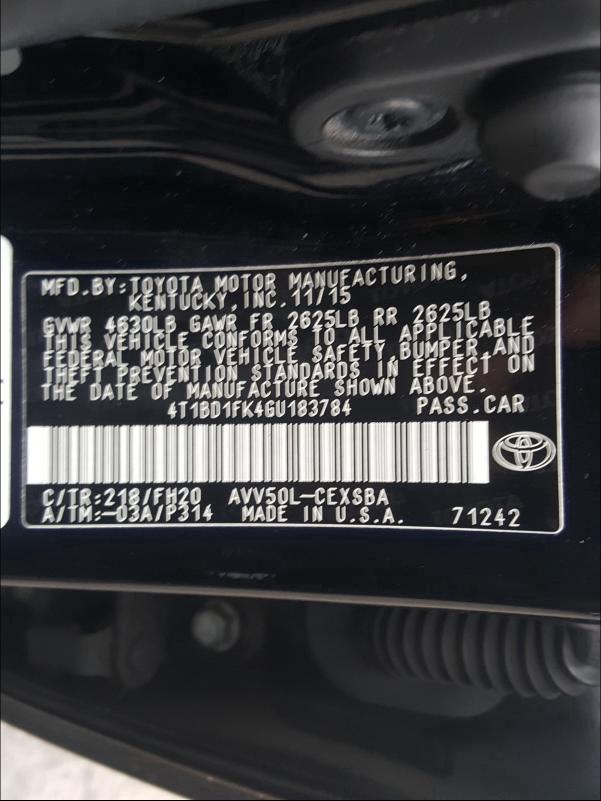 MFD.BY:TOYOTA MOTOR MANUFACTURING,
KENTUCKY,INC.11/15
GVWR 4630LB GAWR FR 2625LB RR 2625LB
THIS VEHICLE CONFORMS TO ALL APPLICABLE
FEDERAL MOTOR VEHICLE SAFETY,BUMPER,AND
THEFT PREVENTION STANDARDS IN EFFECT ON
THE DATE OF MANUFACTURE SHOWN ABOVE.
4T1BD1FK4GU183784 PASS.CAR
C/TR:218/FH20 AVV50L-CEXSBA
A/TM:-03A/P314 MADE IN U.S.A. 71242